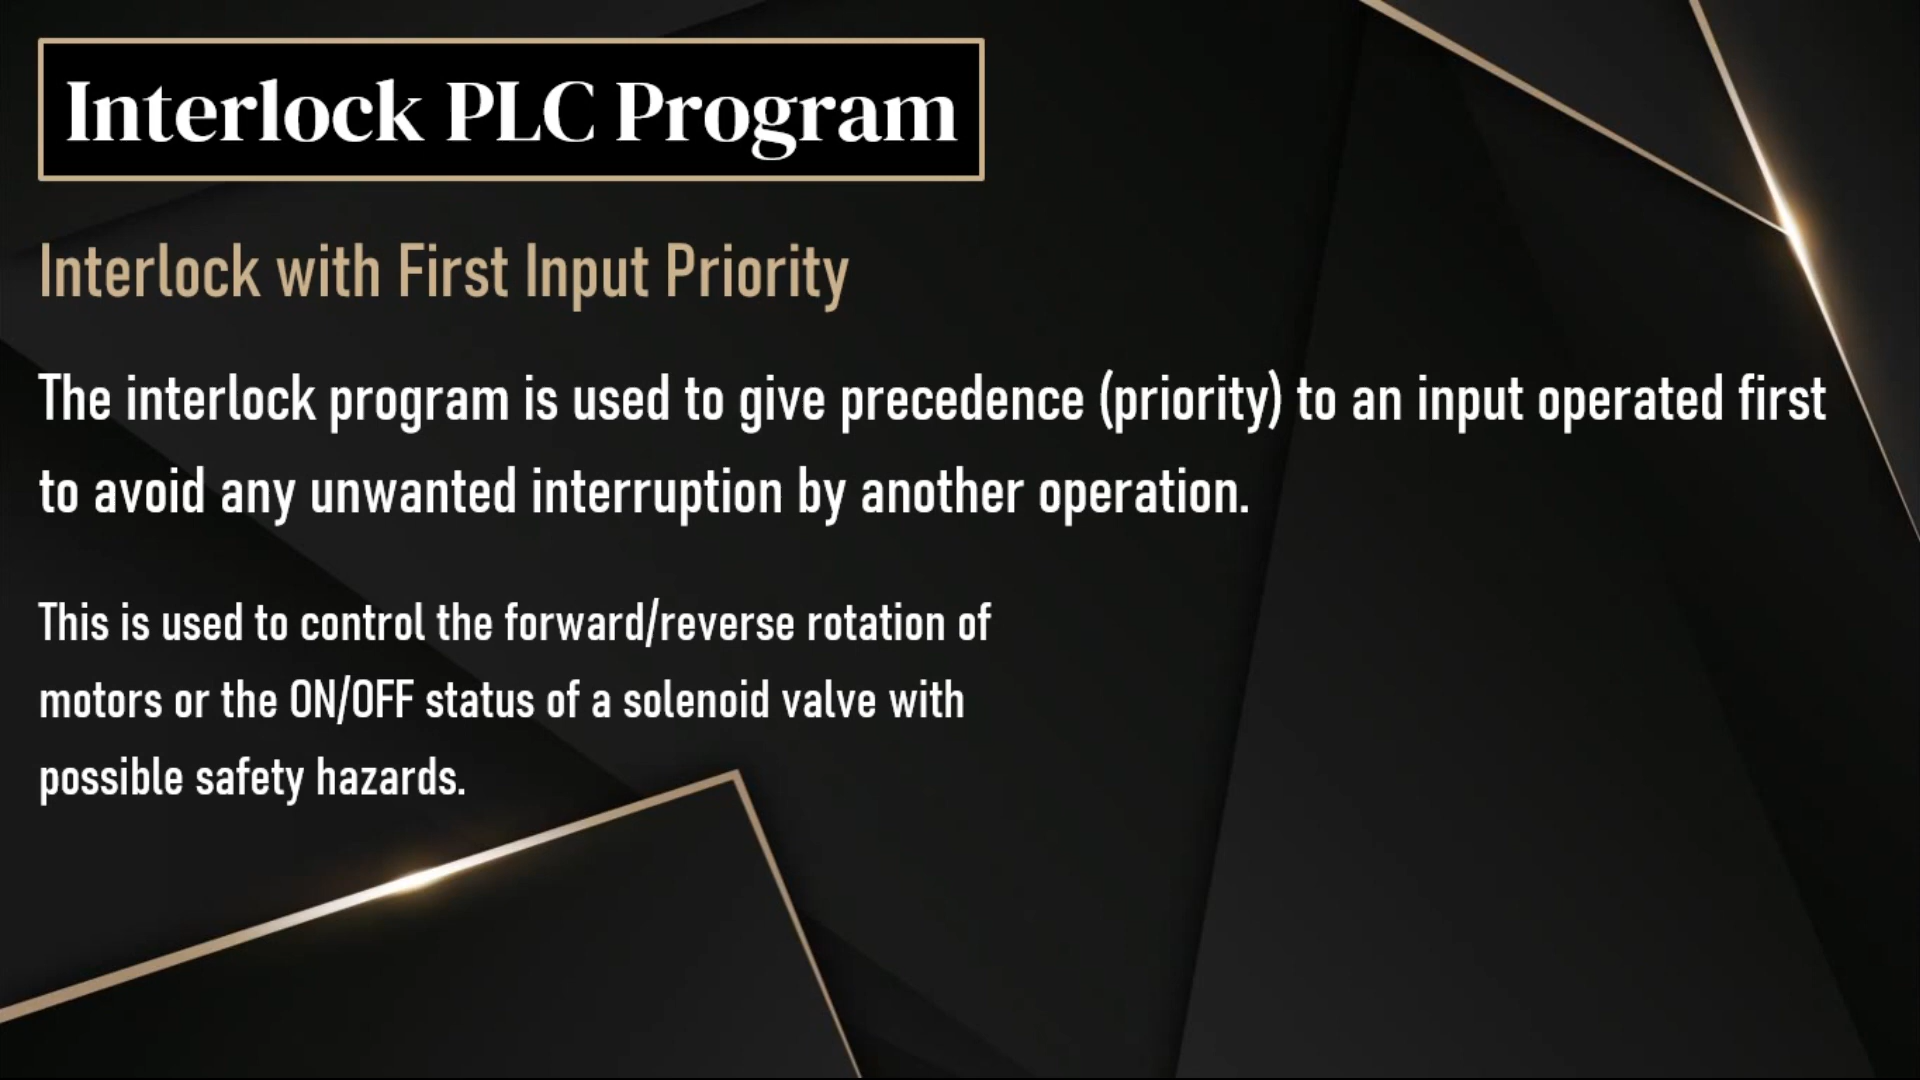 Interlock PLC Program
Interlock with First Input Priority
The interlock program is used to give precedence (priority) to an input operated first
to avoid any unwanted interruption by another operation.
This is used to control the forward/reverse rotation of
motors or the ON/OFF status of a solenoid valve with
possible safety hazards.